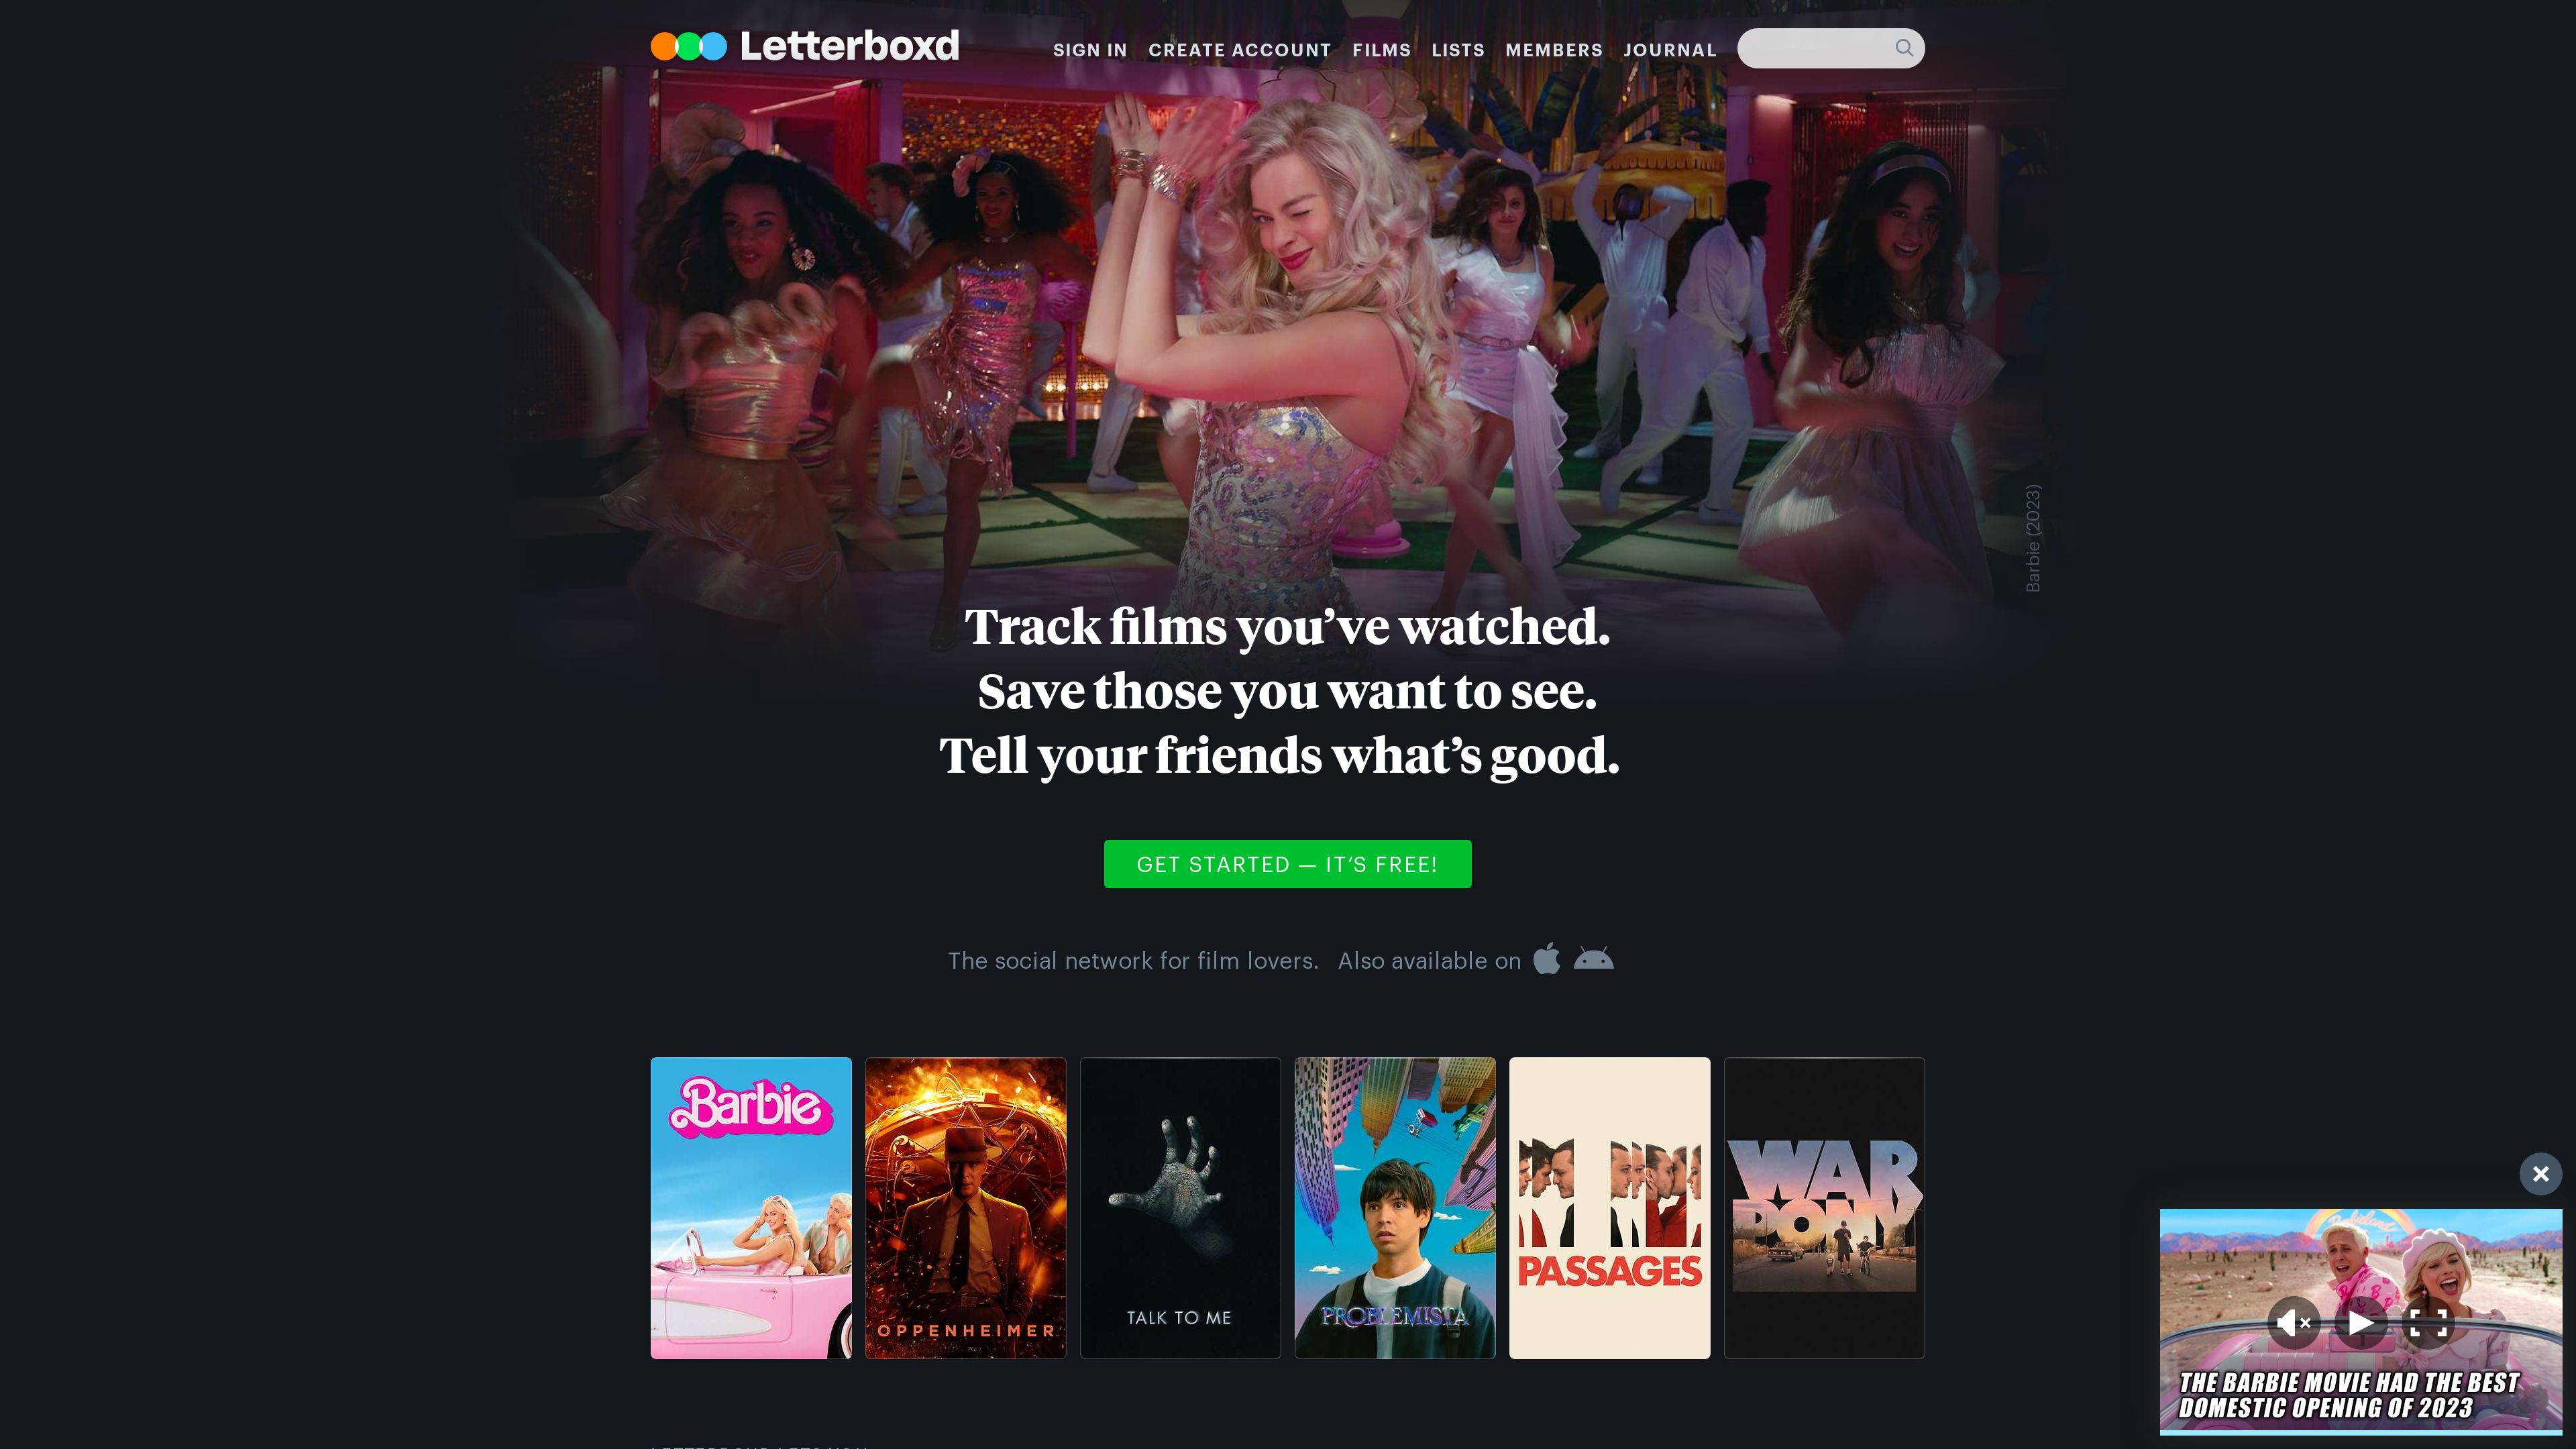 Letterboxd
SIGN IN CREATE ACCOUNT FILMS LISTS MEMBERS JOURNAL
Barbie (2023)
Track films you’ve watched.
Save those you want to see.
Tell your friends what’s good.
GET STARTED — IT‘S FREE!
The social network for film lovers. Also available on
Barbie
OPPENHEIMER
TALK TO ME
PROBLEMISTA
PASSAGES
WAR
PONY
THE BARBIE MOVIE HAD THE BEST
DOMESTIC OPENING OF 2023